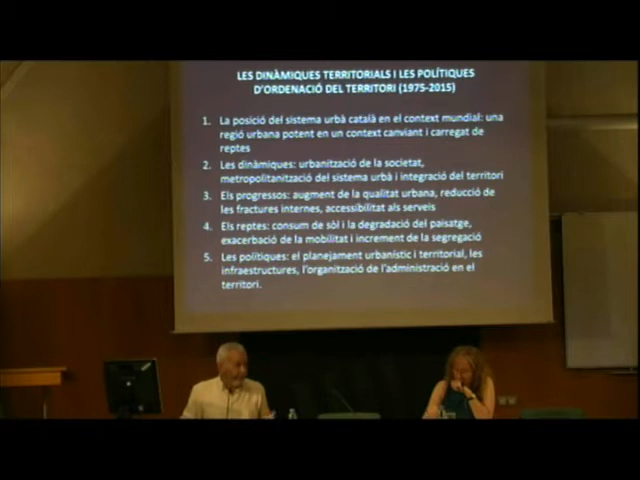 LES DINÀMIQUES TERRITORIALS I LES POLÍTIQUES
D'ORDENACIÓ DEL TERRITORI (1975-2015)
1. La posició del sistema urbà català en el context mundial: una
regió urbana potent en un context canviant i carregat de
reptes
2. Les dinàmiques: urbanització de la societat,
metropolitanització del sistema urbà i integració del territori
3. Els progressos: augment de la qualitat urbana, reducció de
les fractures internes, accessibilitat als serveis
4. Els reptes: consum de sòl i la degradació del paisatge,
exacerbació de la mobilitat i increment de la segregació
5. Les polítiques: el planejament urbanístic i territorial, les
infraestructures, l'organització de l'administració en el
territori.